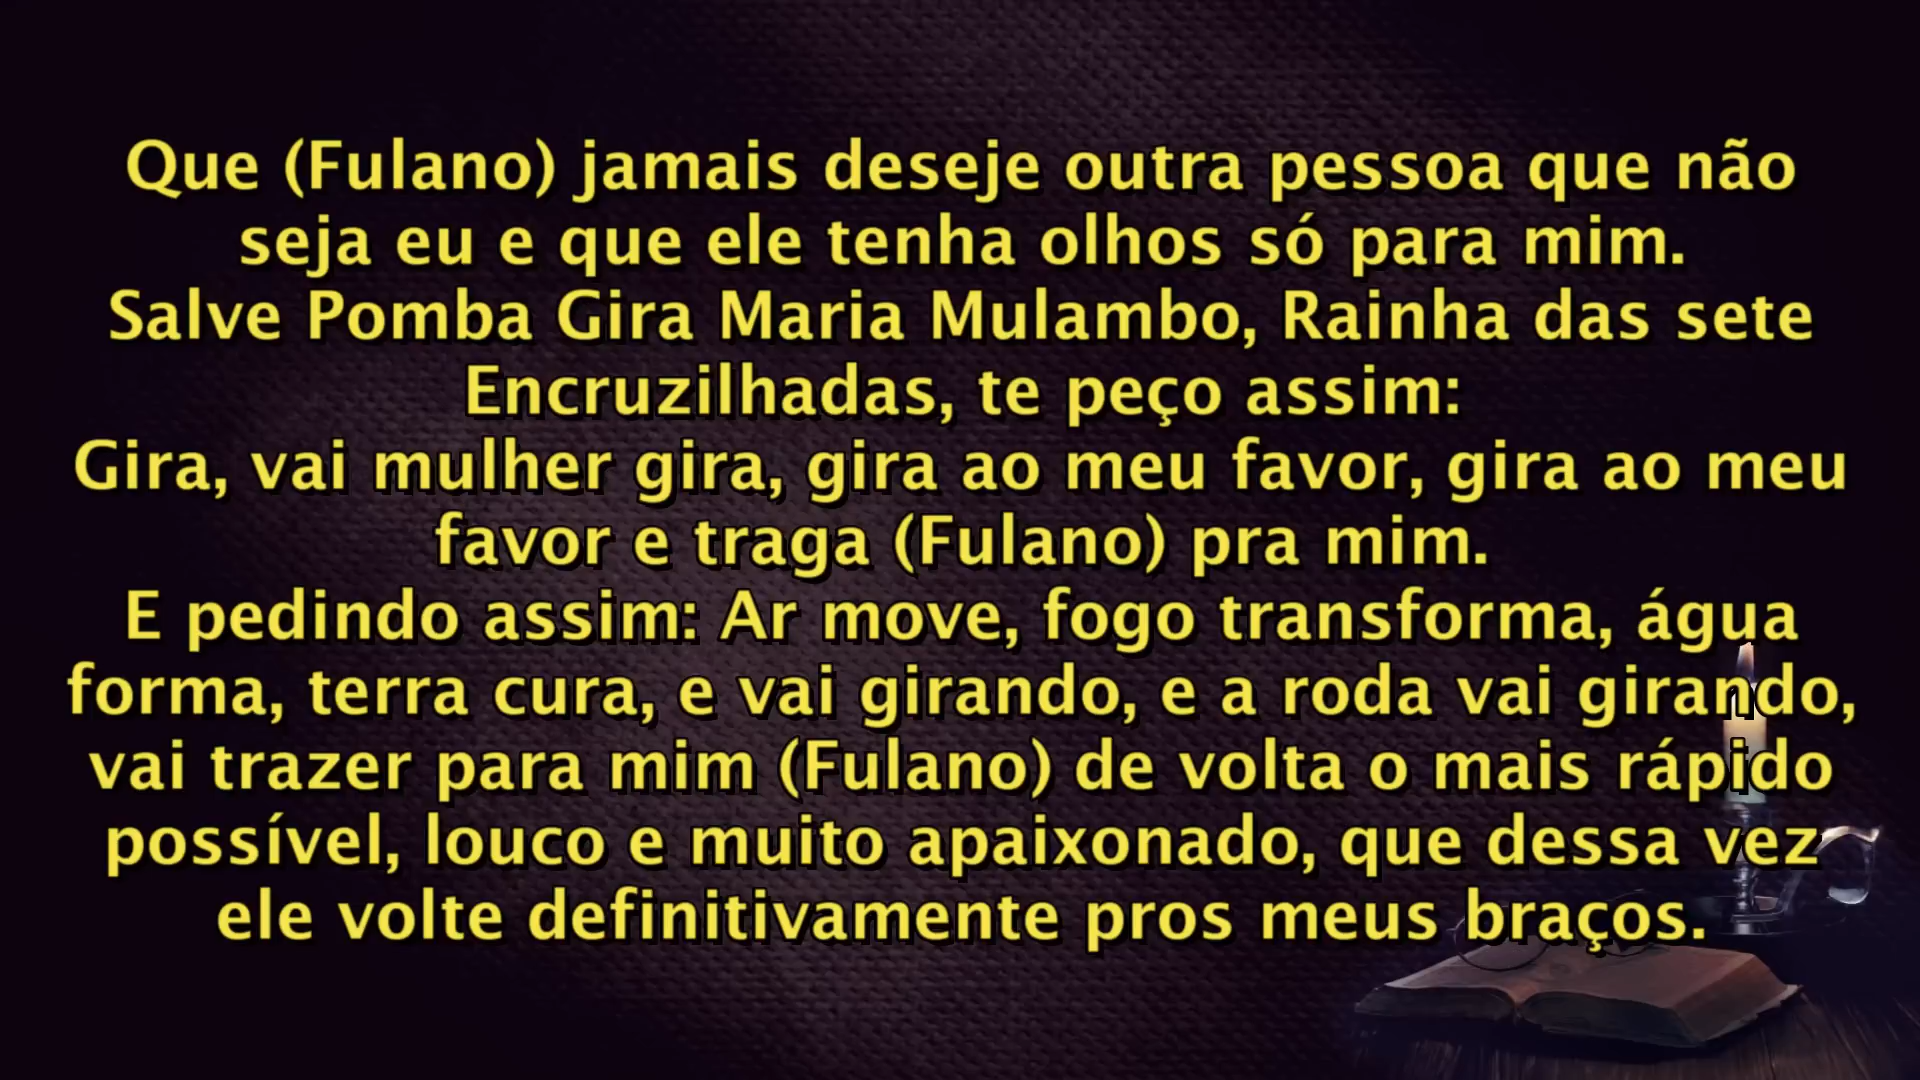 Que (Fulano) jamais deseje outra pessoa que não
seja eu e que ele tenha olhos só para mim.
Salve Pomba Gira Maria Mulambo, Rainha das sete
Encruzilhadas, te peço assim:
Gira, vai mulher gira, gira ao meu favor, gira ao meu
favor e traga (Fulano) pra mim.
E pedindo assim: Ar move, fogo transforma, água
forma, terra cura, e vai girando, e a roda vai girando,
vai trazer para mim (Fulano) de volta o mais rápido
possível, louco e muito apaixonado, que dessa vez
ele volte definitivamente pros meus braços.